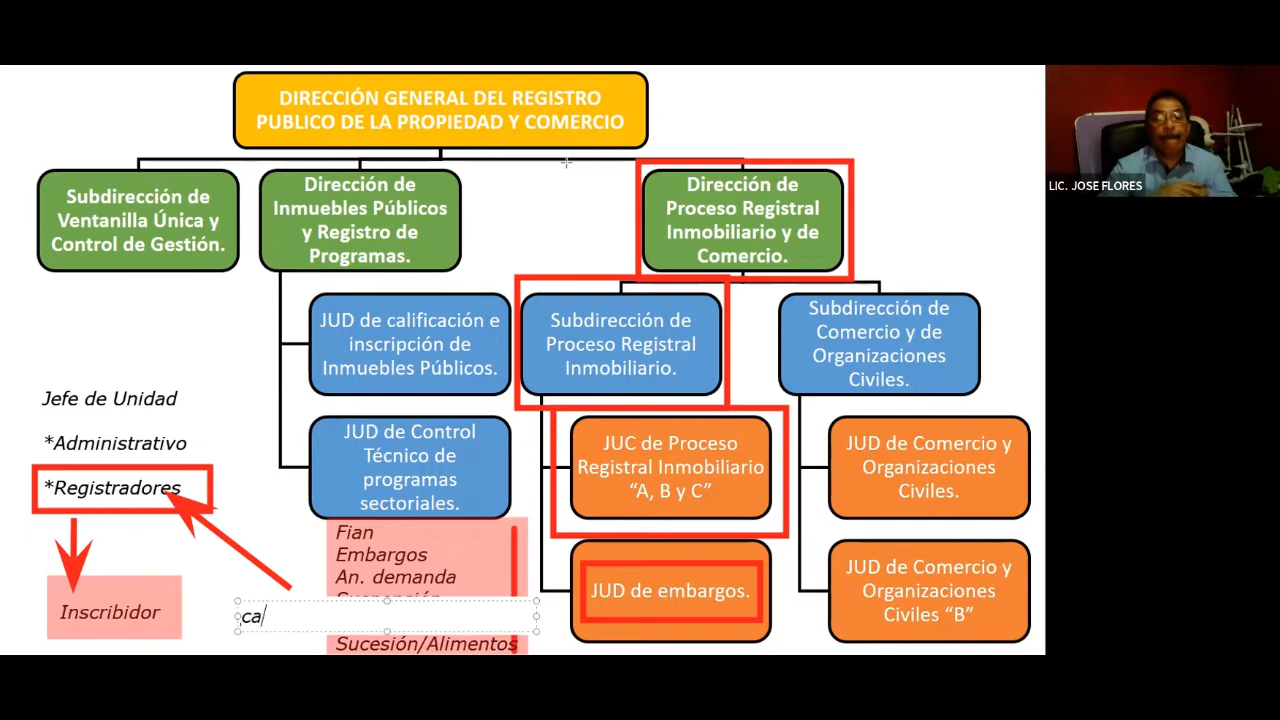 DIRECCIÓN GENERAL DEL REGISTRO
PUBLICO DE LA PROPIEDAD Y COMERCIO
Subdirección de
Ventanilla Única y
Control de Gestión.
Dirección de
Inmuebles Públicos
y Registro de
Programas.
Dirección de
Proceso Registral
Inmobiliario y de
Comercio.
LIC. JOSE FLORES
JUD de calificación e
inscripción de
Inmuebles Públicos.
Subdirección de
Proceso Registral
Inmobiliario.
Subdirección de
Comercio y de
Organizaciones
Civiles.
Jefe de Unidad
*Administrativo
*Registradores
Inscribidor
JUD de Control
Técnico de
programas
sectoriales.
JUC de Proceso
Registral Inmobiliario
“A, B y C”
JUD de Comercio y
Organizaciones
Civiles.
Fian
Embargos
An. demanda
ca
Sucesión/Alimentos
JUD de embargos.
JUD de Comercio y
Organizaciones
Civiles “B”